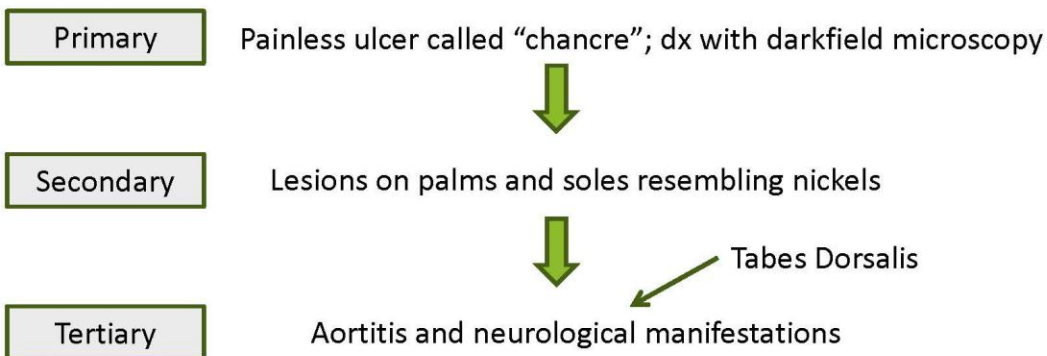 Primary Painless ulcer called “chancre”; dx with darkfield microscopy
Secondary Lesions on palms and soles resembling nickels
Tabes Dorsalis
Tertiary Aortitis and neurological manifestations